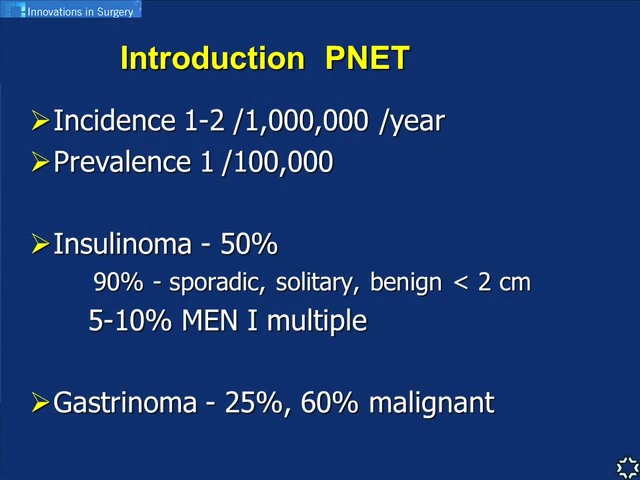 Innovations in Surgery
Introduction PNET
Incidence 1-2 /1,000,000 /year
Prevalence 1 /100,000
Insulinoma - 50%
90% - sporadic, solitary, benign < 2 cm
5-10% MEN I multiple
Gastrinoma - 25%, 60% malignant